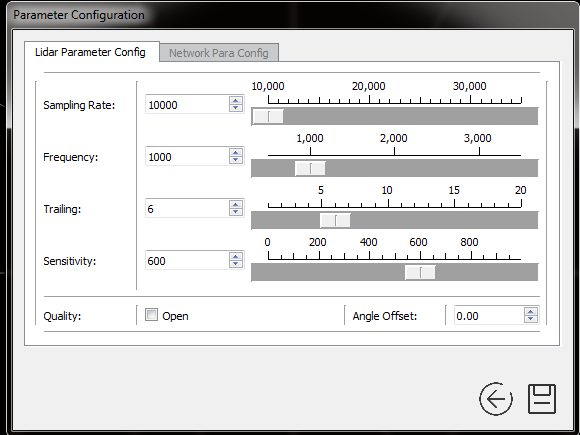 Parameter Configuration
Lidar Parameter Config Network Para Config
10,000 20,000 30,000
Sampling Rate: 10000
1,000 2,000 3,000
Frequency: 1000
5 10 15 20
Trailing: 6
0 200 400 600 800
Sensitivity: 600
Quality: Open Angle Offset: 0.00